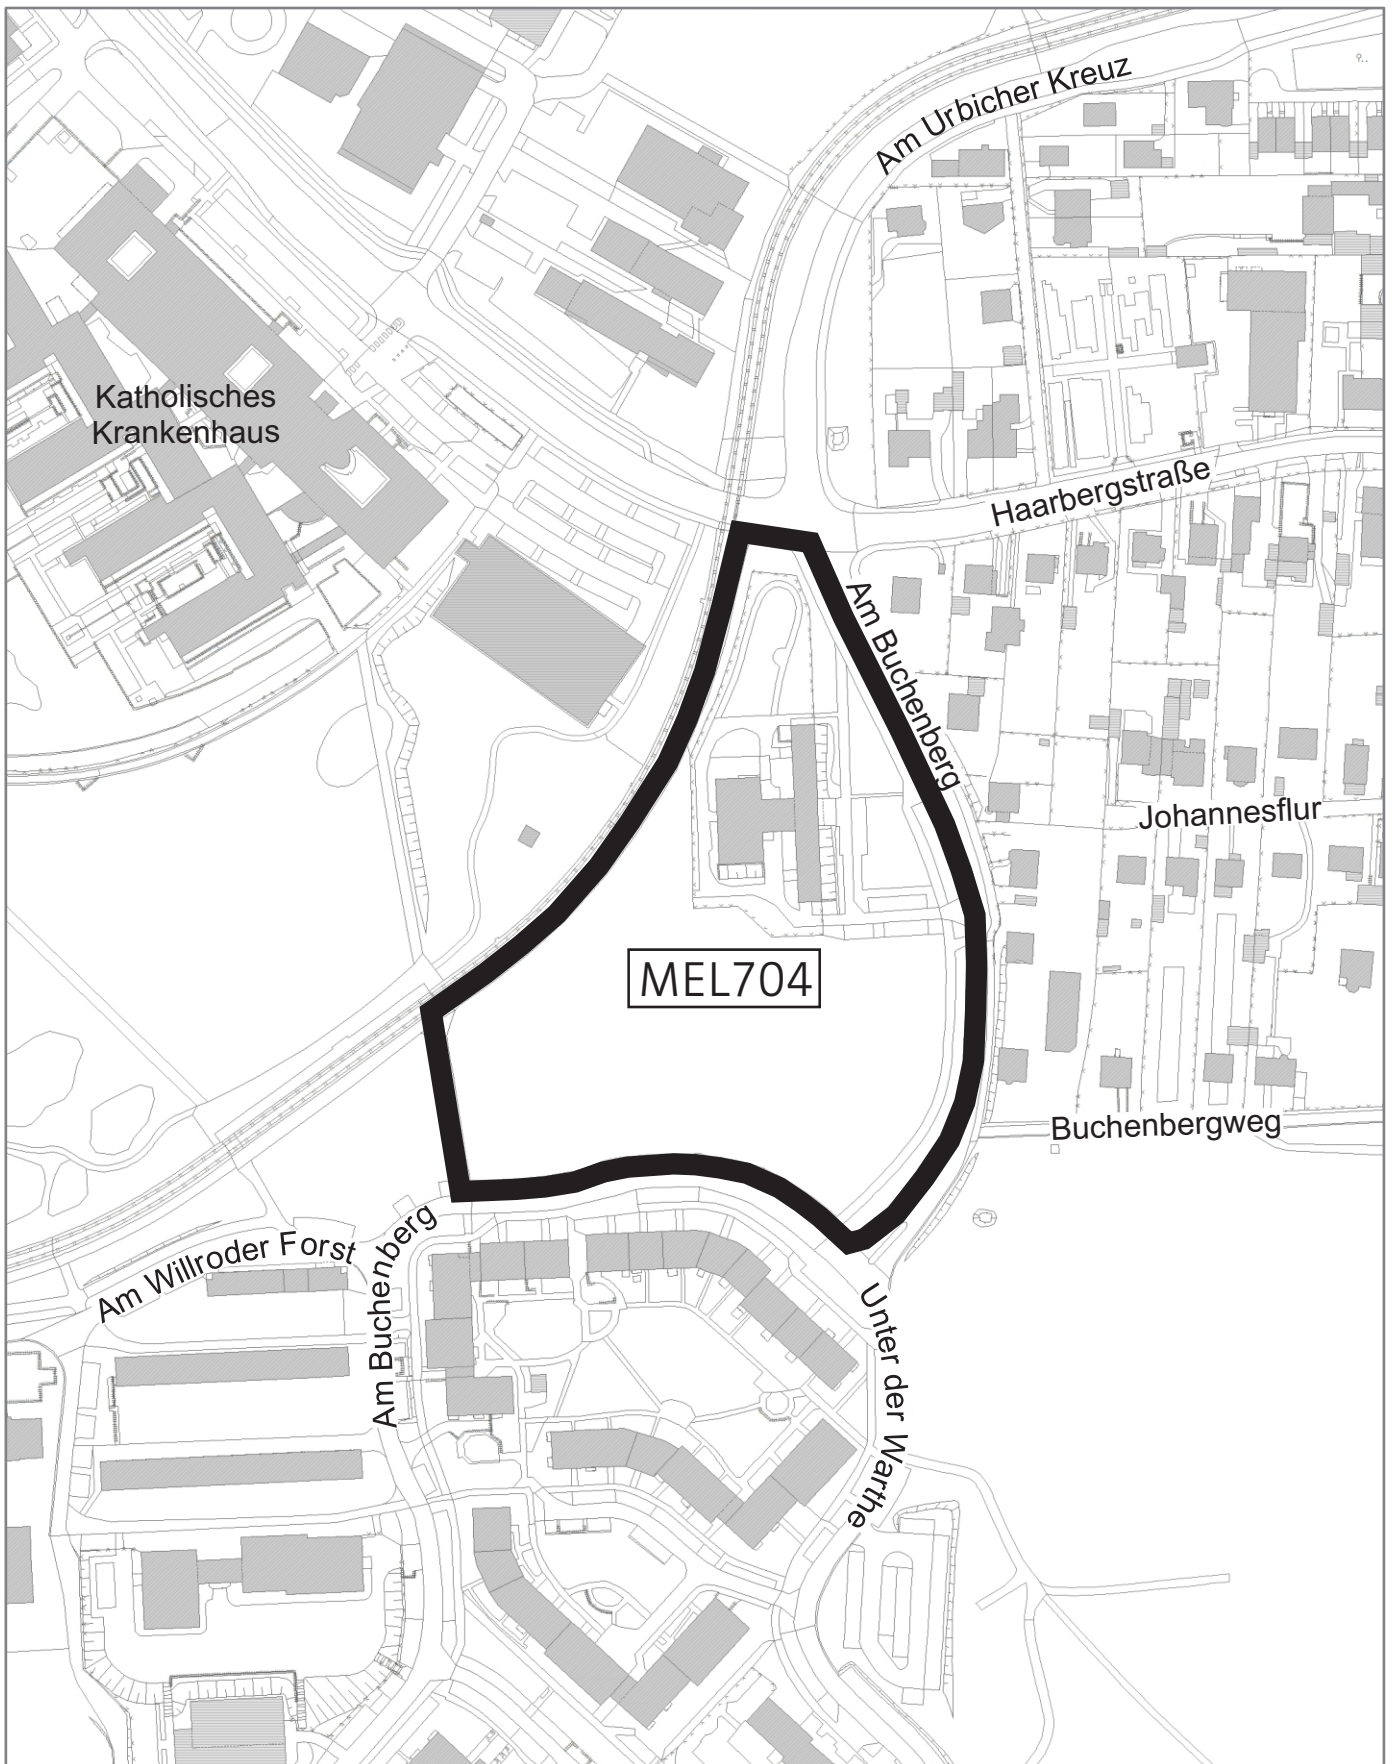 Am Urbicher Kreuz
Katholisches
Krankenhaus
Haarbergstraße
Am Buchenberg
Johannesflur
MEL704
Buchenbergweg
Am Willroder Forst
Am Buchenberg
Unter der Warthe